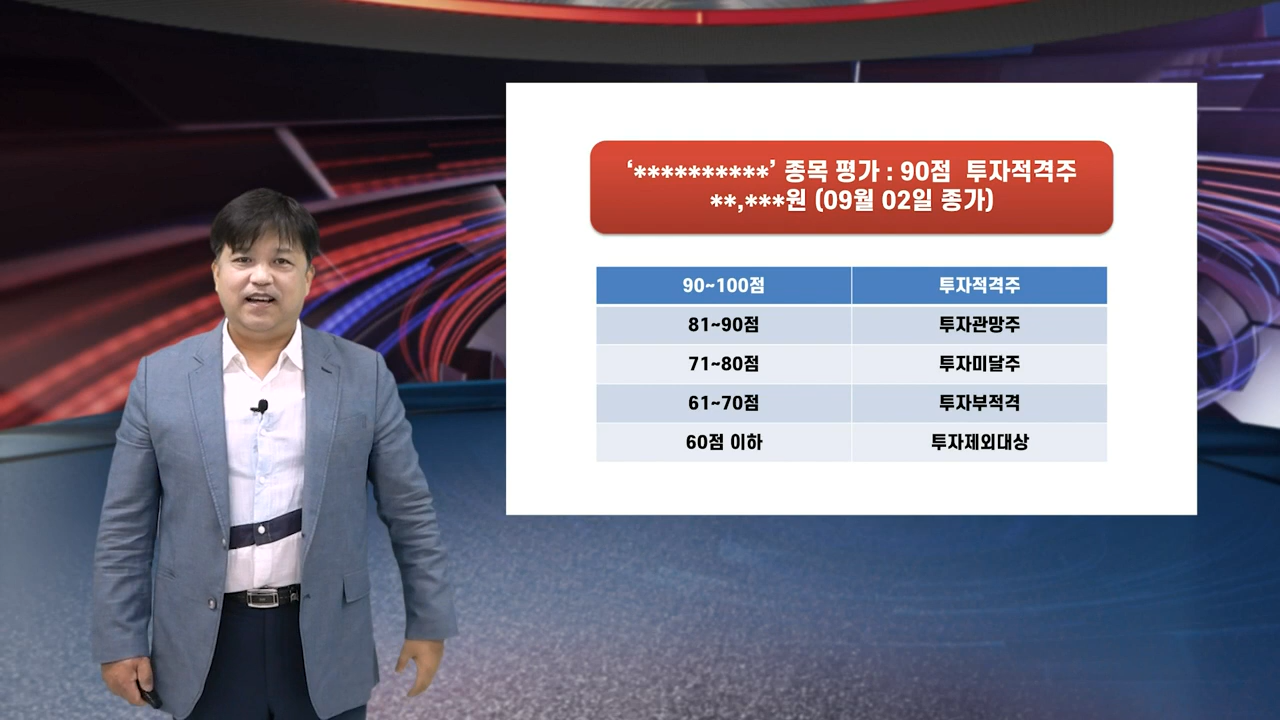 ‘**********’ 종목 평가 : 90점 투자적격주
**,***원 (09월 02일 종가)
90~100점 투자적격주
81~90점 투자관망주
71~80점 투자미달주
61~70점 투자부적격
60점 이하 투자제외대상